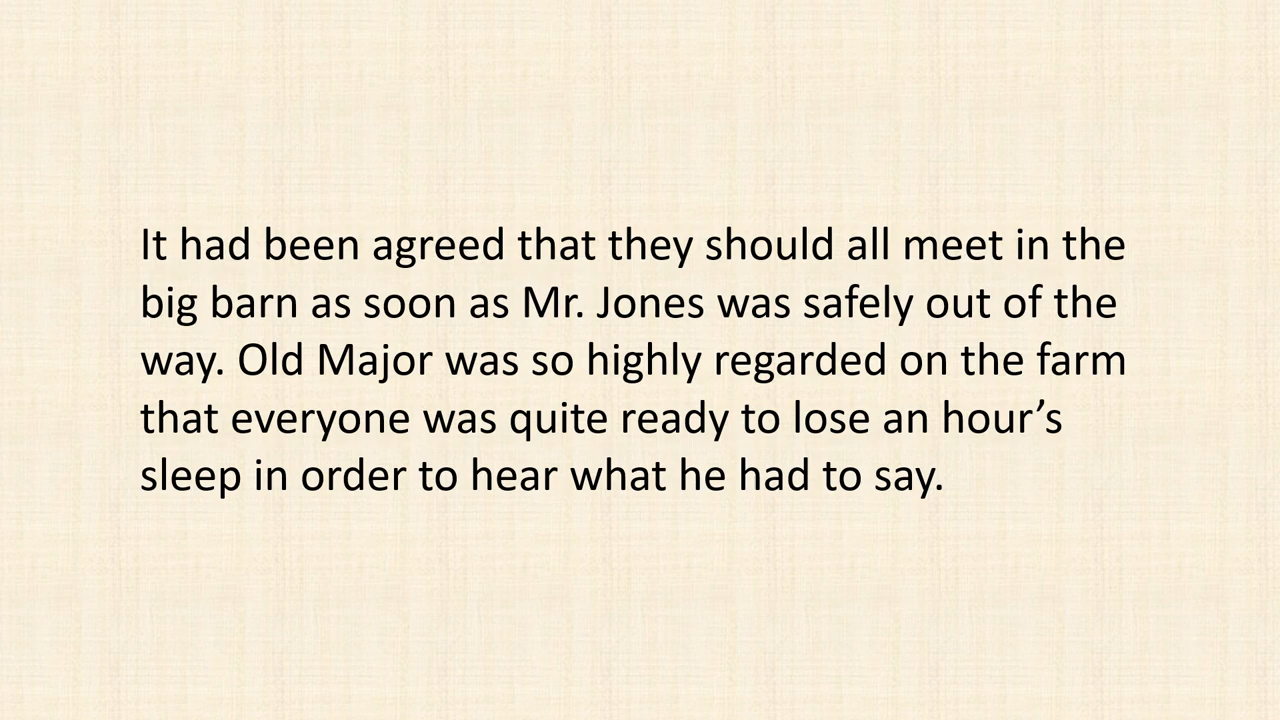 It had been agreed that they should all meet in the
big barn as soon as Mr. Jones was safely out of the
way. Old Major was so highly regarded on the farm
that everyone was quite ready to lose an hour’s
sleep in order to hear what he had to say.